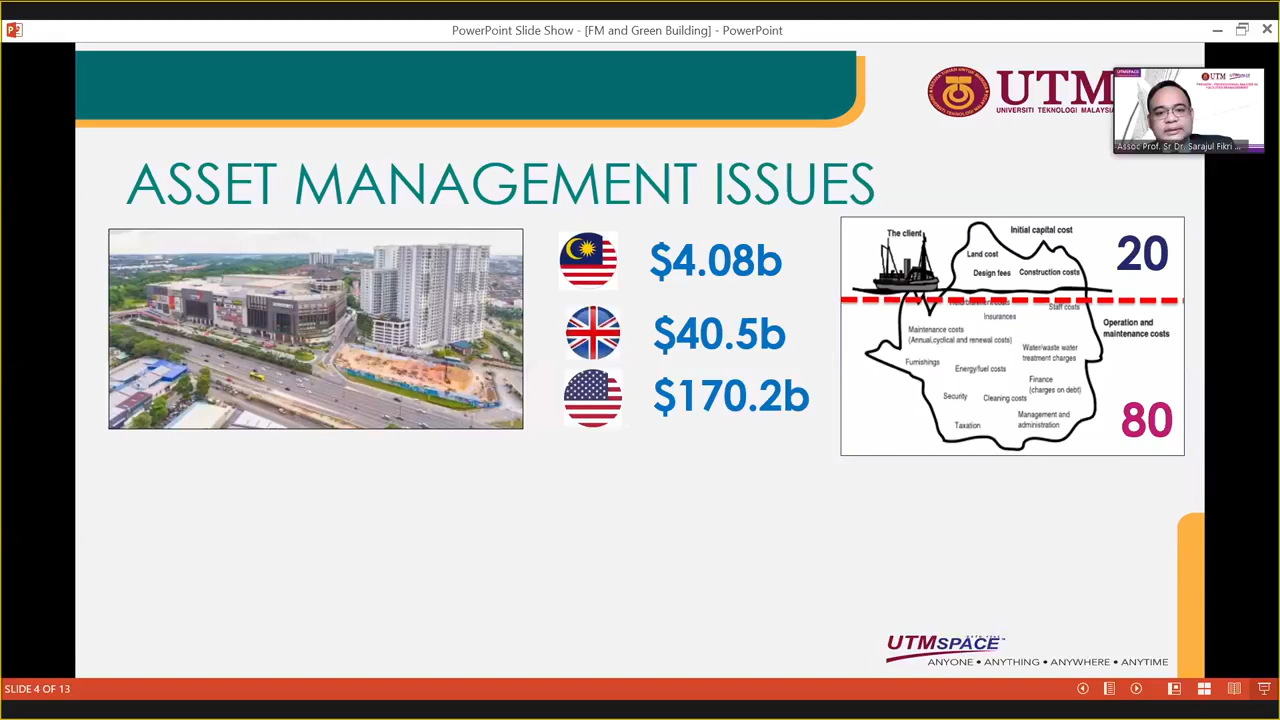 PowerPoint Slide Show - [FM and Green Building] - PowerPoint
UTM
UNIVERSITI TEKNOLOGI MALAYSIA
UTMSPACE
UTM
Assoc Prof. Sr Dr. Sarajul Fikri ...
ASSET MANAGEMENT ISSUES
$4.08b
$40.5b
$170.2b
The client
Initial capital cost
Land cost
Design fees
Construction costs
20
Staff costs
Insurances
Operation and
maintenance costs
Maintenance costs
(Annual,cyclical and renewal costs)
Water/waste water
treatment charges
Furnishings
Energy/fuel costs
Finance
(charges on debt)
Security
Cleaning costs
Management and
administration
Taxation
80
UTMSPACE
ANYONE • ANYTHING • ANYWHERE • ANYTIME
SLIDE 4 OF 13